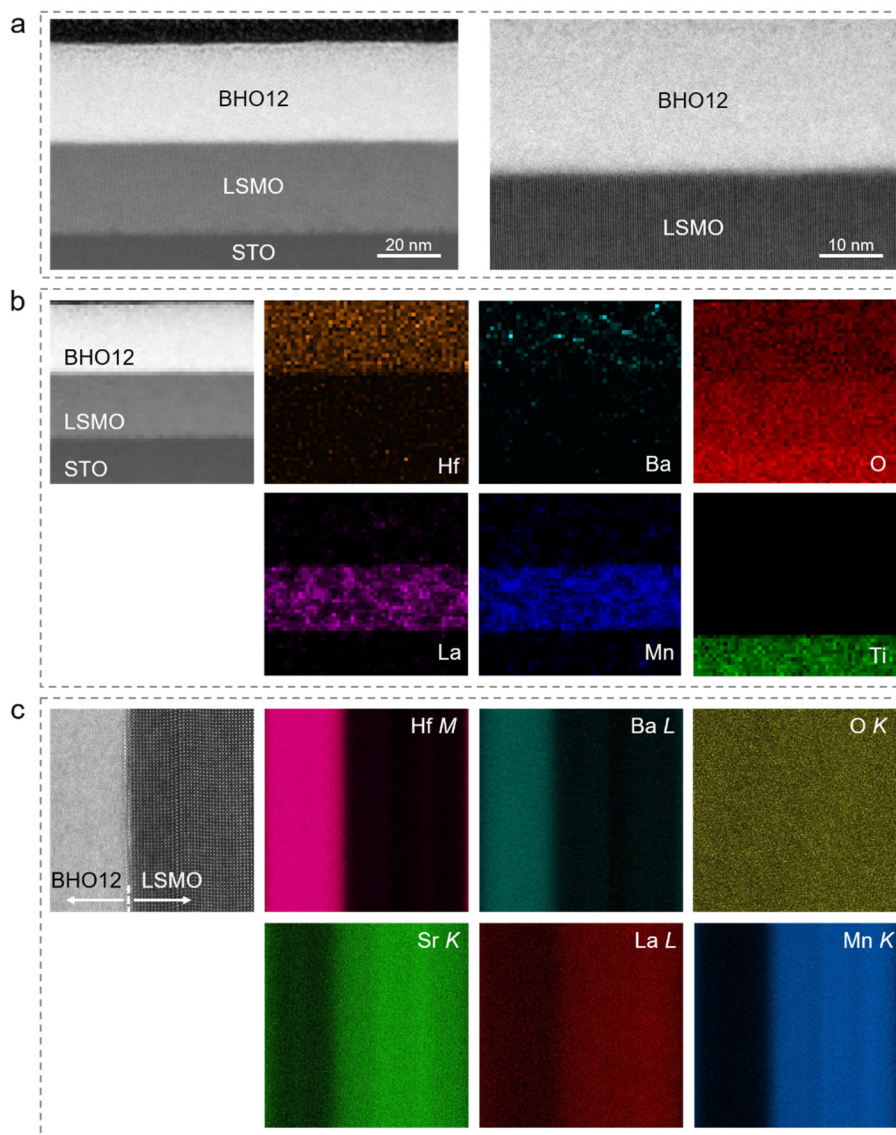 a
BHO12
LSMO
STO
20 nm
BHO12
LSMO
10 nm
b
BHO12
LSMO
STO
Hf
Ba
O
La
Mn
Ti
c
BHO12
LSMO
Hf M
Ba L
O K
Sr K
La L
Mn K